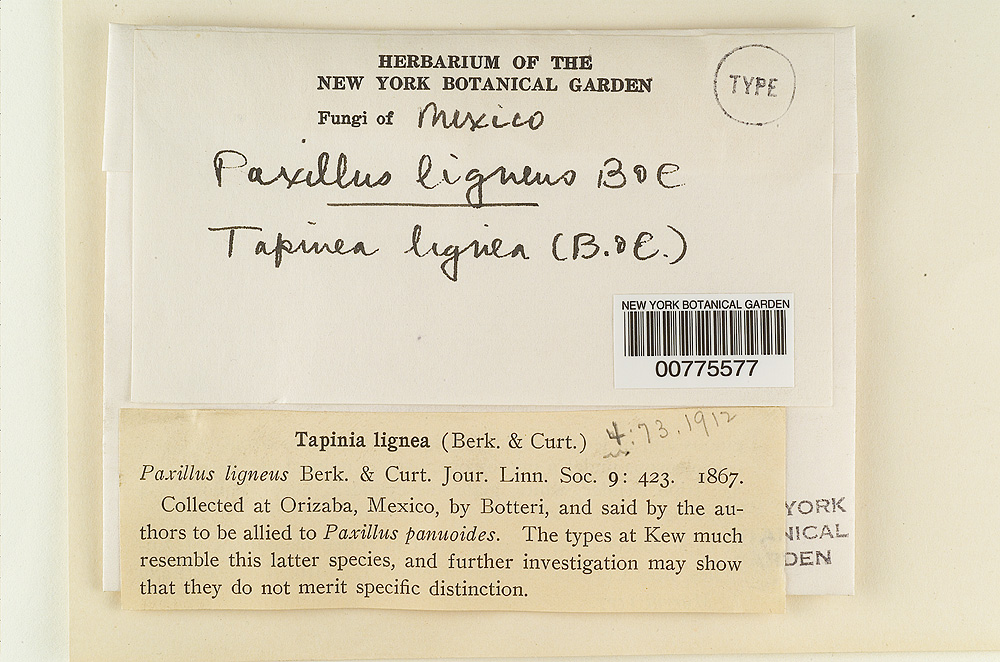 HERBARIUM OF THE
NEW YORK BOTANICAL GARDEN
TYPE
Fungi of Mexico
Paxillus ligneus B & C
Tapinea lignea (B. & C.)
NEW YORK BOTANICAL GARDEN
00775577
Tapinia lignea (Berk. & Curt.) 4:73.1912
Paxillus ligneus Berk. & Curt. Jour. Linn. Soc. 9: 423. 1867.
Collected at Orizaba, Mexico, by Botteri, and said by the au-
thors to be allied to Paxillus panuoides. The types at Kew much
resemble this latter species, and further investigation may show
that they do not merit specific distinction.
YORK
NICAL
DEN